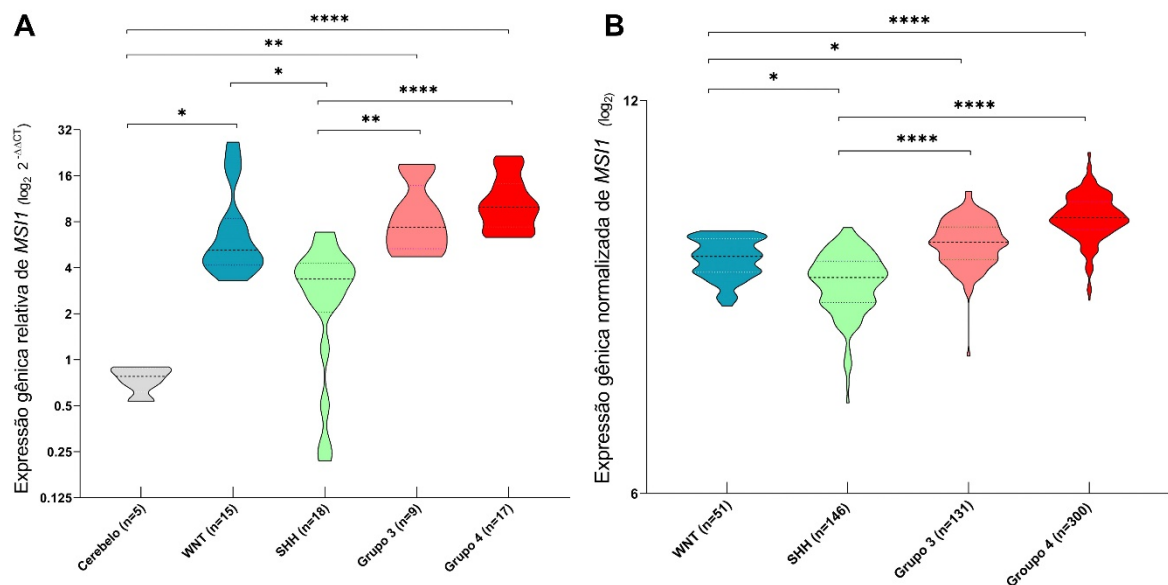 A
****
**
*
****
*
**
Expressão gênica relativa de MSI1 (log₂ 2 ^-ΔΔCT)
32
16
8
4
2
1
0.5
0.25
0.125
Cerebelo (n=5)
WNT (n=15)
SHH (n=18)
Grupo 3 (n=9)
Grupo 4 (n=17)
B
****
*
*
****
****
Expressão gênica normalizada de MSI1 (log₂)
12
6
WNT (n=51)
SHH (n=146)
Grupo 3 (n=131)
Groupo 4 (n=300)